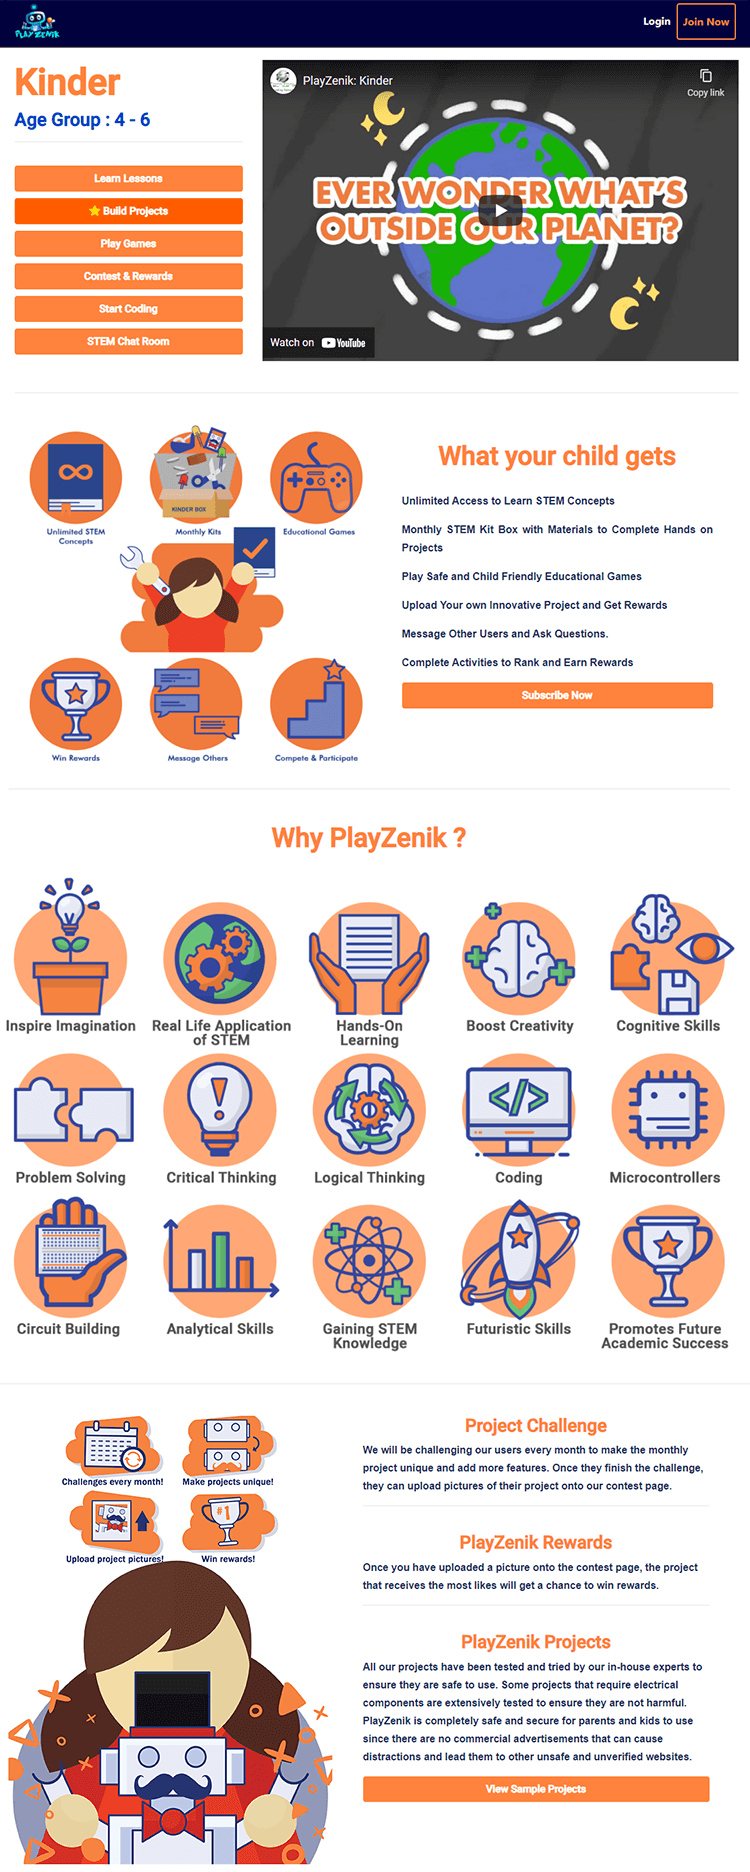 PLAY ZENIK
Login
Join Now
Kinder
Age Group : 4 - 6
Learn Lessons
Build Projects
Play Games
Contest & Rewards
Start Coding
STEM Chat Room
PlayZenik: Kinder
Copy link
EVER WONDER WHAT'S
OUTSIDE OUR PLANET?
Watch on YouTube
KINDER BOX
Unlimited STEM
Concepts
Monthly Kits
Educational Games
Win Rewards
Message Others
Compete & Participate
What your child gets
Unlimited Access to Learn STEM Concepts
Monthly STEM Kit Box with Materials to Complete Hands on
Projects
Play Safe and Child Friendly Educational Games
Upload Your own Innovative Project and Get Rewards
Message Other Users and Ask Questions.
Complete Activities to Rank and Earn Rewards
Subscribe Now
Why PlayZenik ?
Inspire Imagination
Real Life Application
of STEM
Hands-On
Learning
Boost Creativity
Cognitive Skills
Problem Solving
Critical Thinking
Logical Thinking
</>
Coding
Microcontrollers
Circuit Building
Analytical Skills
Gaining STEM
Knowledge
Futuristic Skills
Promotes Future
Academic Success
Challenges every month!
Make projects unique!
Upload project pictures!
#1
Win rewards!
Project Challenge
We will be challenging our users every month to make the monthly
project unique and add more features. Once they finish the challenge,
they can upload pictures of their project onto our contest page.
PlayZenik Rewards
Once you have uploaded a picture onto the contest page, the project
that receives the most likes will get a chance to win rewards.
PlayZenik Projects
All our projects have been tested and tried by our in-house experts to
ensure they are safe to use. Some projects that require electrical
components are extensively tested to ensure they are not harmful.
PlayZenik is completely safe and secure for parents and kids to use
since there are no commercial advertisements that can cause
distractions and lead them to other unsafe and unverified websites.
View Sample Projects